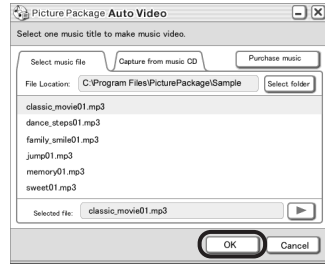 Picture Package Auto Video
Select one music title to make music video.
Select music file
Capture from music CD
Purchase music
File Location:
C:\Program Files\PicturePackage\Sample
Select folder
classic_movie01.mp3
dance_steps01.mp3
family_smile01.mp3
jump01.mp3
memory01.mp3
sweet01.mp3
Selected file:
classic_movie01.mp3
OK
Cancel